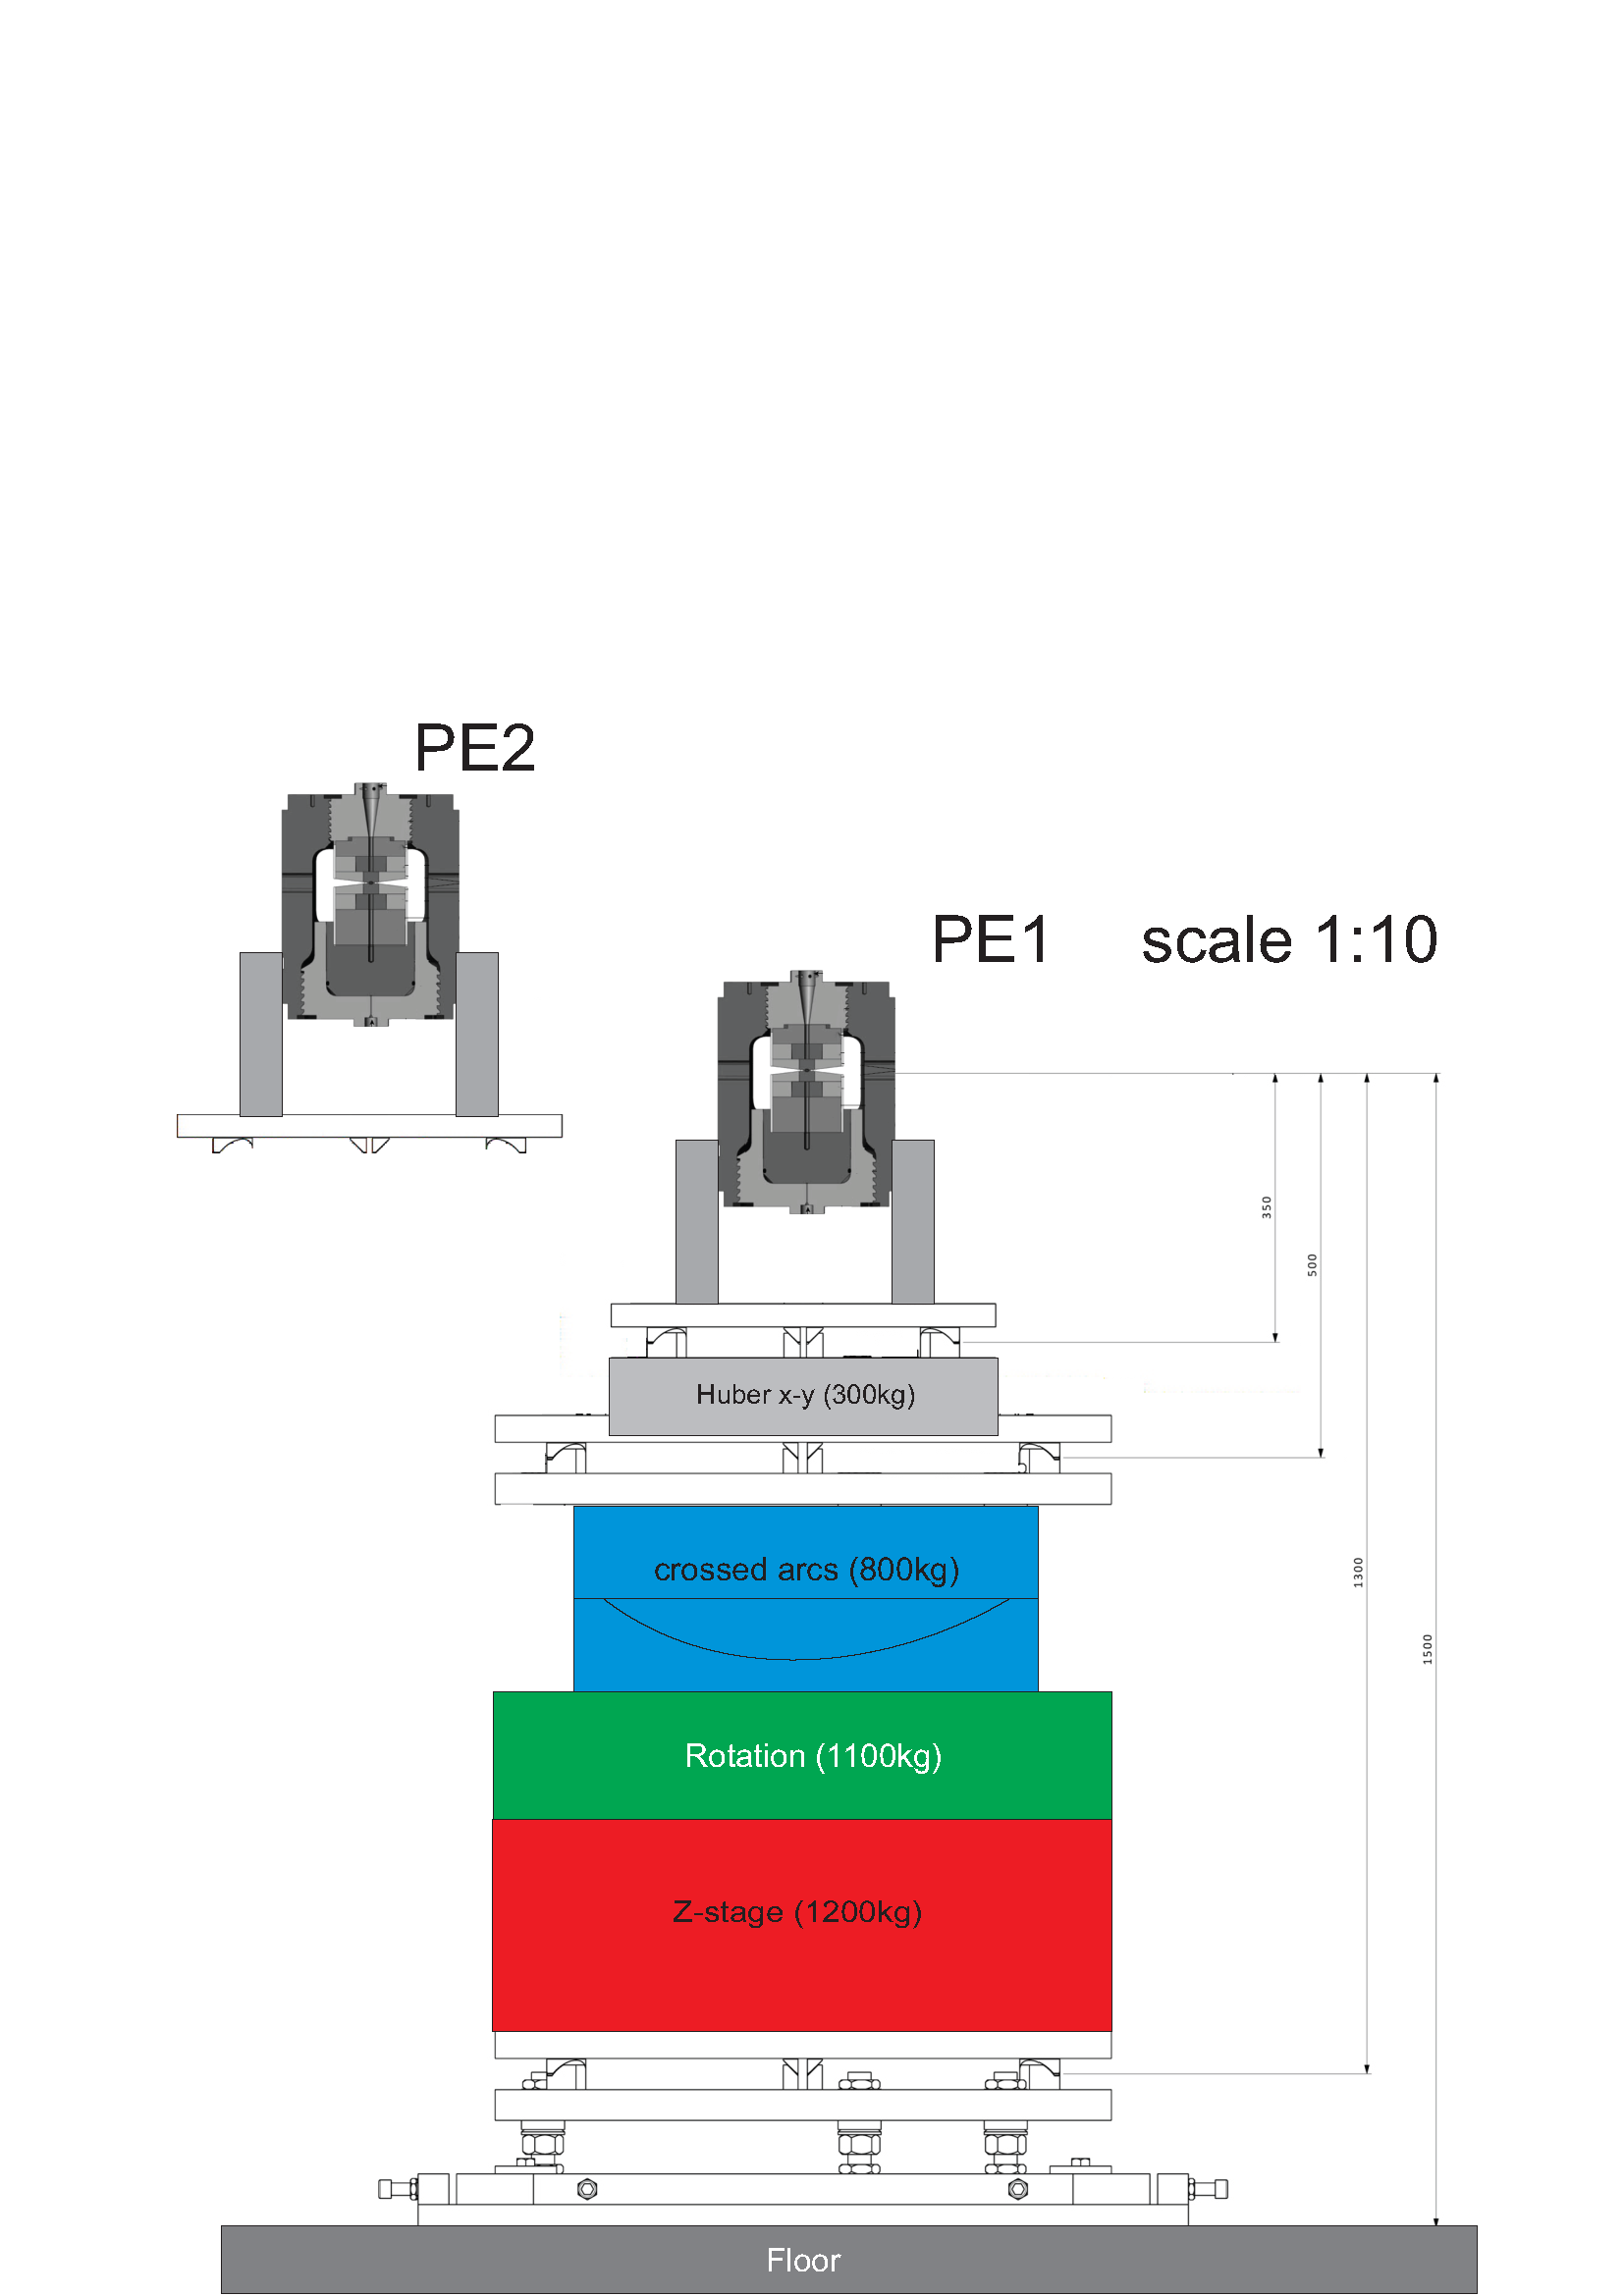 PE2
PE1 scale 1:10
350
500
Huber x-y (300kg)
crossed arcs (800kg)
1300
1500
Rotation (1100kg)
Z-stage (1200kg)
Floor